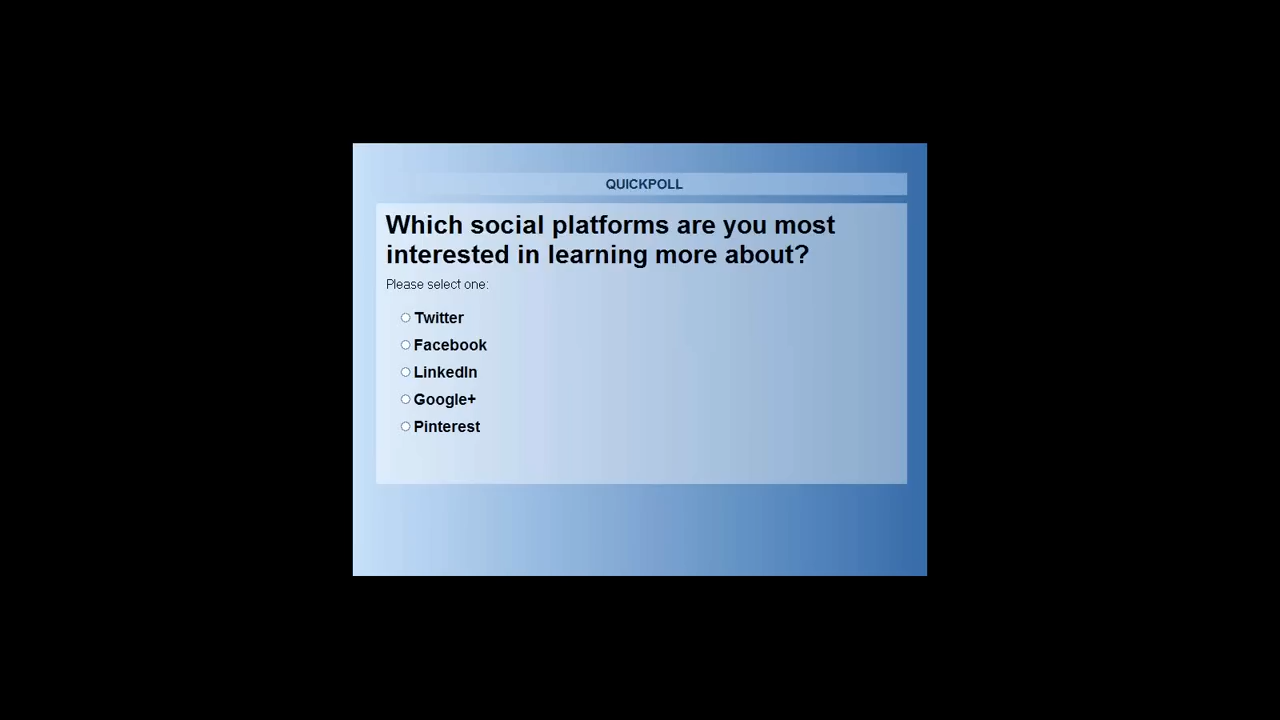 QUICKPOLL
Which social platforms are you most
interested in learning more about?
Please select one:
Twitter
Facebook
LinkedIn
Google+
Pinterest